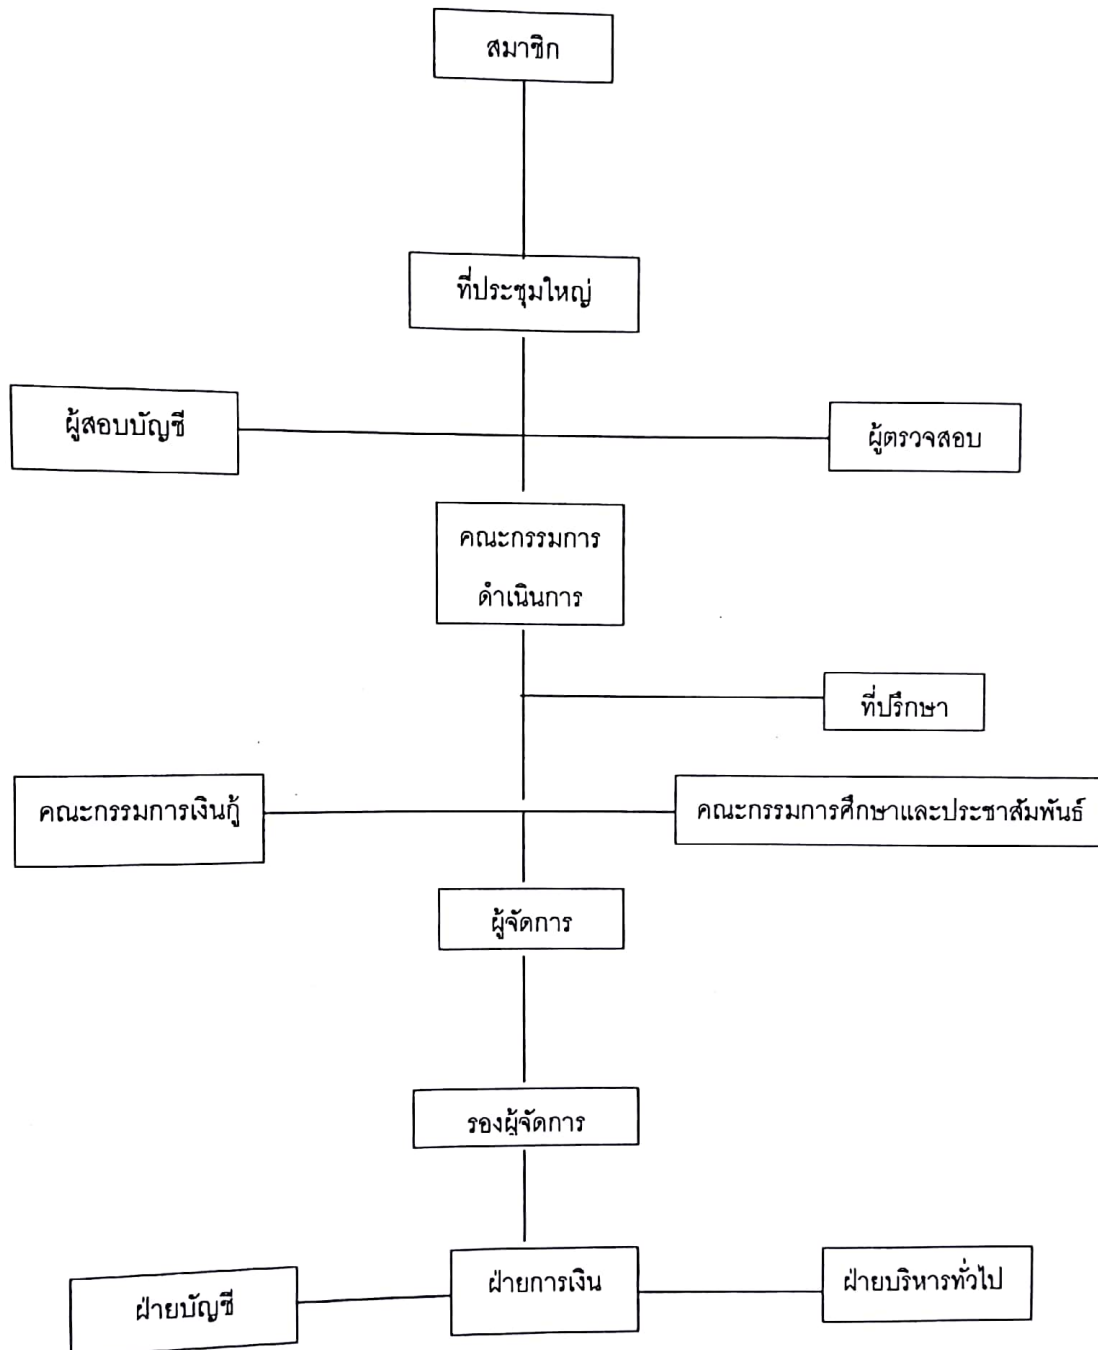 สมาชิก
ที่ประชุมใหญ่
ผู้สอบบัญชี
ผู้ตรวจสอบ
คณะกรรมการ
ดำเนินการ
ที่ปรึกษา
คณะกรรมการเงินกู้
คณะกรรมการศึกษาและประชาสัมพันธ์
ผู้จัดการ
รองผู้จัดการ
ฝ่ายบัญชี
ฝ่ายการเงิน
ฝ่ายบริหารทั่วไป